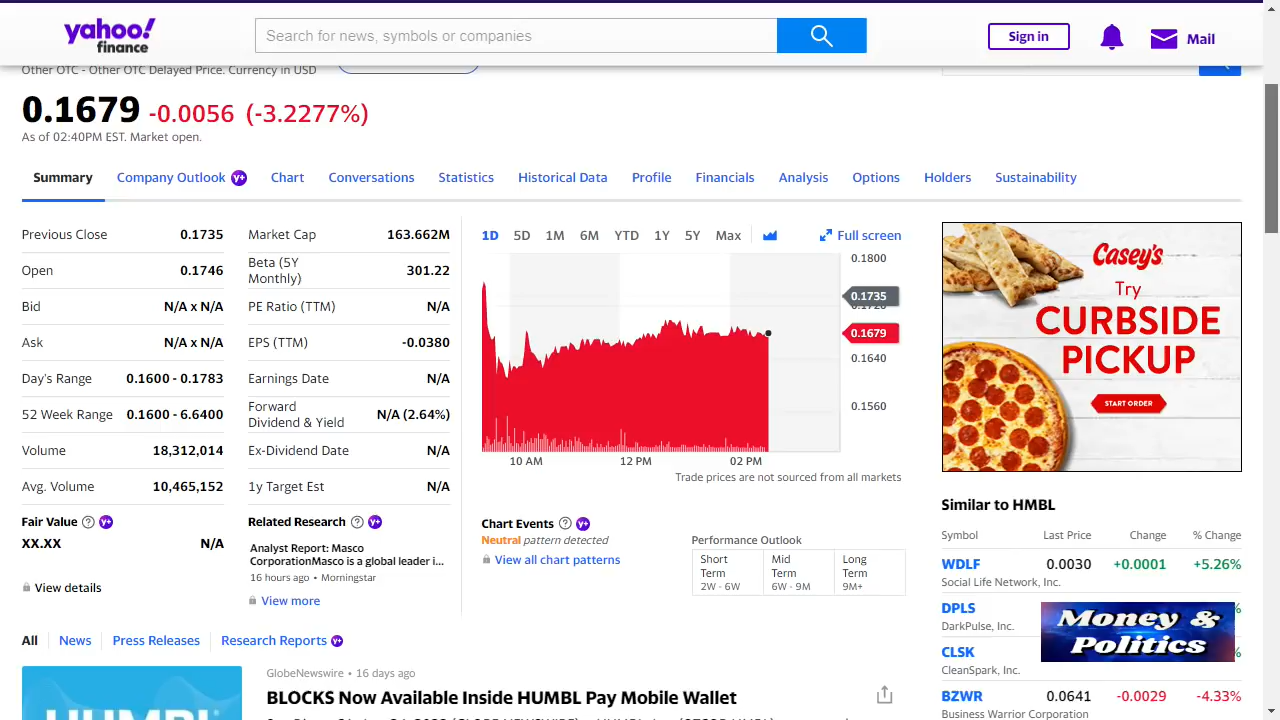 yahoo!
finance
Search for news, symbols or companies
Sign in
Mail
Other OTC - Other OTC Delayed Price. Currency in USD
0.1679 -0.0056 (-3.2277%)
As of 02:40PM EST. Market open.
Summary
Company Outlook Y+
Chart
Conversations
Statistics
Historical Data
Profile
Financials
Analysis
Options
Holders
Sustainability
Previous Close 0.1735
Open 0.1746
Bid N/A x N/A
Ask N/A x N/A
Day's Range 0.1600 - 0.1783
52 Week Range 0.1600 - 6.6400
Volume 18,312,014
Avg. Volume 10,465,152
Market Cap 163.662M
Beta (5Y
Monthly) 301.22
PE Ratio (TTM) N/A
EPS (TTM) -0.0380
Earnings Date N/A
Forward
Dividend & Yield N/A (2.64%)
Ex-Dividend Date N/A
1y Target Est N/A
Fair Value ? Y+
XX.XX N/A
View details
Related Research ? Y+
Analyst Report: Masco
CorporationMasco is a global leader i...
16 hours ago • Morningstar
View more
1D 5D 1M 6M YTD 1Y 5Y Max
Full screen
0.1800
0.1735
0.1720
0.1679
0.1640
0.1560
10 AM 12 PM 02 PM
Trade prices are not sourced from all markets
Chart Events ? Y+
Neutral pattern detected
View all chart patterns
Performance Outlook
Short
Term
2W - 6W
Mid
Term
6W - 9M
Long
Term
9M+
Casey's
Try
CURBSIDE
PICKUP
START ORDER
Similar to HMBL
Symbol Last Price Change % Change
WDLF 0.0030 +0.0001 +5.26%
Social Life Network, Inc.
DPLS %
DarkPulse, Inc.
CLSK %
CleanSpark, Inc.
BZWR 0.0641 -0.0029 -4.33%
Business Warrior Corporation
Money &
Politics
All News Press Releases Research Reports Y+
GlobeNewswire • 16 days ago
BLOCKS Now Available Inside HUMBL Pay Mobile Wallet
HUMBL